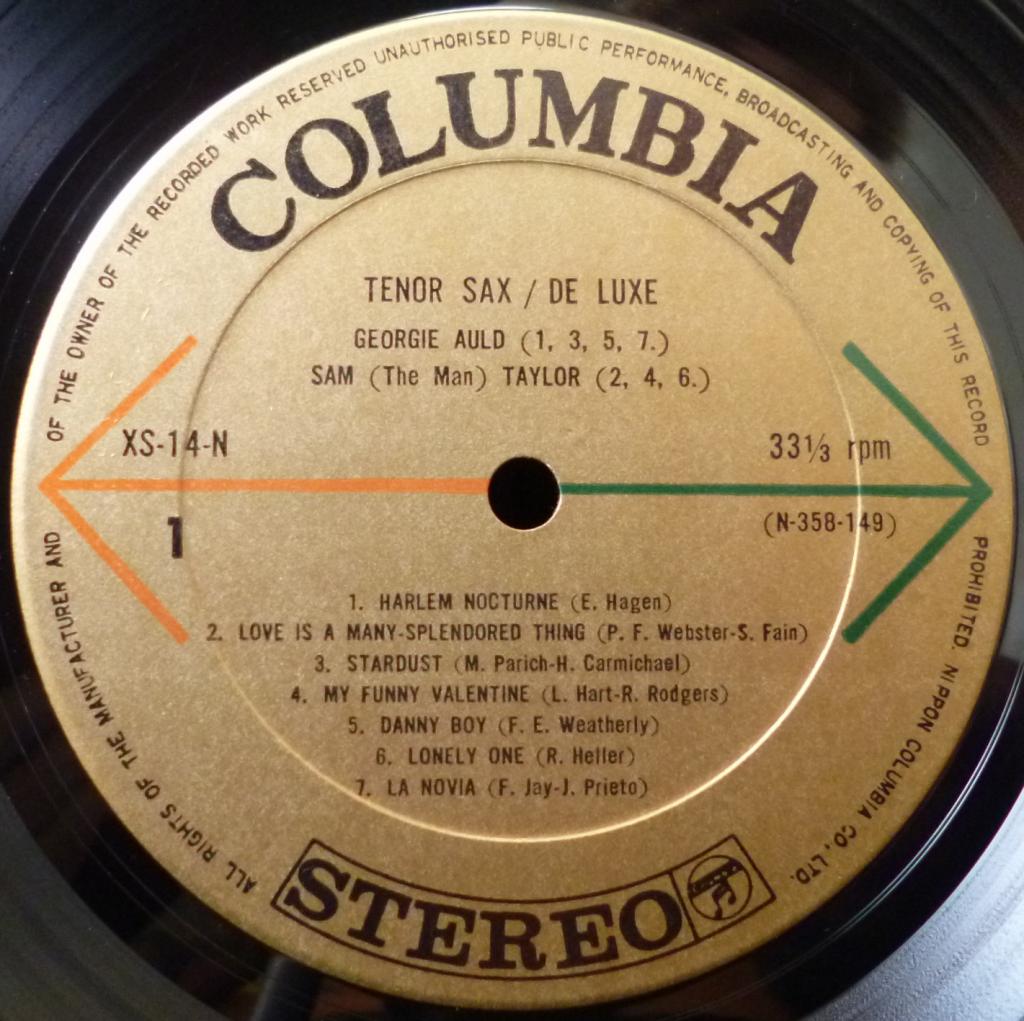 ALL RIGHTS OF THE MANUFACTURER AND OF THE OWNER OF THE RECORDED WORK RESERVED UNAUTHORISED PUBLIC PERFORMANCE, BROADCASTING AND COPYING OF THIS RECORD PROHIBITED. NIPPON COLUMBIA CO., LTD.
COLUMBIA
TENOR SAX / DE LUXE
GEORGIE AULD (1, 3, 5, 7.)
SAM (The Man) TAYLOR (2, 4, 6.)
XS-14-N
33⅓ rpm
1
(N-358-149)
1. HARLEM NOCTURNE (E. Hagen)
2. LOVE IS A MANY-SPLENDORED THING (P. F. Webster-S. Fain)
3. STARDUST (M. Parich-H. Carmichael)
4. MY FUNNY VALENTINE (L. Hart-R. Rodgers)
5. DANNY BOY (F. E. Weatherly)
6. LONELY ONE (R. Heller)
7. LA NOVIA (F. Jay-J. Prieto)
STEREO